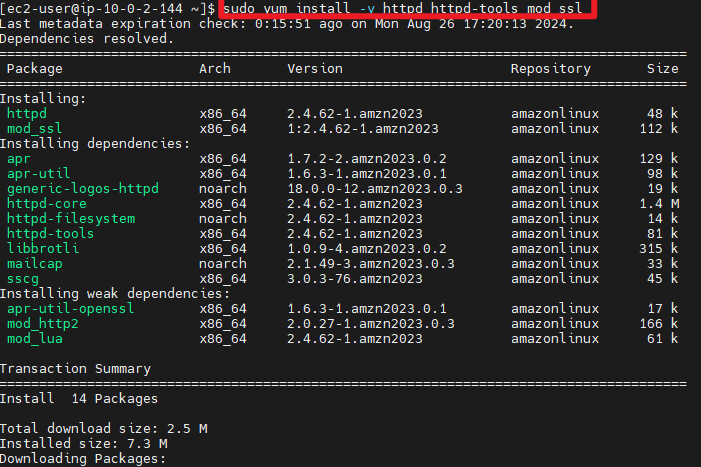 [ec2-user@ip-10-0-2-144 ~]$ sudo yum install -y httpd httpd-tools mod_ssl
Last metadata expiration check: 0:15:51 ago on Mon Aug 26 17:20:13 2024.
Dependencies resolved.
================================================================================
Package Arch Version Repository Size
================================================================================
Installing:
httpd x86_64 2.4.62-1.amzn2023 amazonlinux 48 k
mod_ssl x86_64 1:2.4.62-1.amzn2023 amazonlinux 112 k
Installing dependencies:
apr x86_64 1.7.2-2.amzn2023.0.2 amazonlinux 129 k
apr-util x86_64 1.6.3-1.amzn2023.0.1 amazonlinux 98 k
generic-logos-httpd noarch 18.0.0-12.amzn2023.0.3 amazonlinux 19 k
httpd-core x86_64 2.4.62-1.amzn2023 amazonlinux 1.4 M
httpd-filesystem noarch 2.4.62-1.amzn2023 amazonlinux 14 k
httpd-tools x86_64 2.4.62-1.amzn2023 amazonlinux 81 k
libbrotli x86_64 1.0.9-4.amzn2023.0.2 amazonlinux 315 k
mailcap noarch 2.1.49-3.amzn2023.0.3 amazonlinux 33 k
sscg x86_64 3.0.3-76.amzn2023 amazonlinux 45 k
Installing weak dependencies:
apr-util-openssl x86_64 1.6.3-1.amzn2023.0.1 amazonlinux 17 k
mod_http2 x86_64 2.0.27-1.amzn2023.0.3 amazonlinux 166 k
mod_lua x86_64 2.4.62-1.amzn2023 amazonlinux 61 k
Transaction Summary
================================================================================
Install 14 Packages
Total download size: 2.5 M
Installed size: 7.3 M
Downloading Packages: